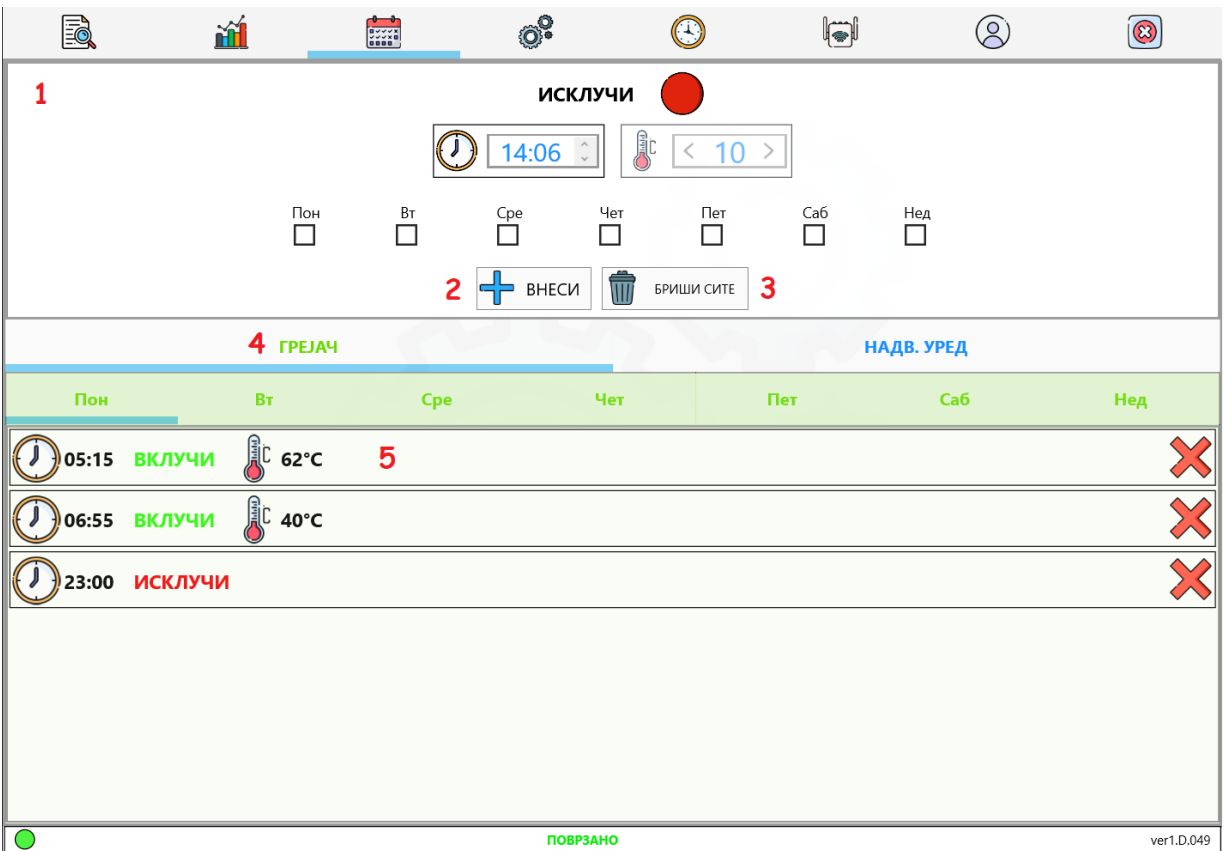 1 ИСКЛУЧИ
14:06 C < 10 >
Пон Вт Сре Чет Пет Саб Нед
2 ВНЕСИ БРИШИ СИТЕ 3
4 ГРЕЈАЧ НАДВ. УРЕД
Пон Вт Сре Чет Пет Саб Нед
05:15 ВКЛУЧИ C 62°C 5
06:55 ВКЛУЧИ C 40°C
23:00 ИСКЛУЧИ
ПОВРЗАНО ver1.D.049